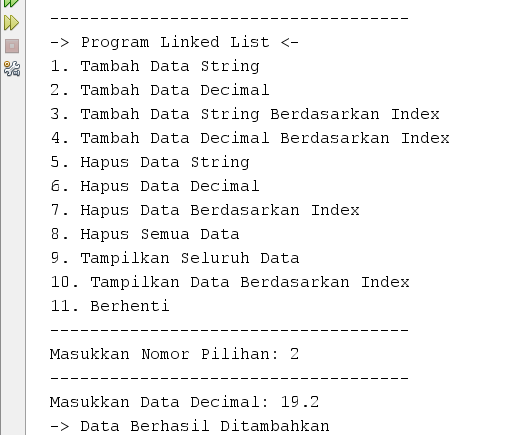 ------------------------------------
-> Program Linked List <-
1. Tambah Data String
2. Tambah Data Decimal
3. Tambah Data String Berdasarkan Index
4. Tambah Data Decimal Berdasarkan Index
5. Hapus Data String
6. Hapus Data Decimal
7. Hapus Data Berdasarkan Index
8. Hapus Semua Data
9. Tampilkan Seluruh Data
10. Tampilkan Data Berdasarkan Index
11. Berhenti
------------------------------------
Masukkan Nomor Pilihan: 2
------------------------------------
Masukkan Data Decimal: 19.2
-> Data Berhasil Ditambahkan